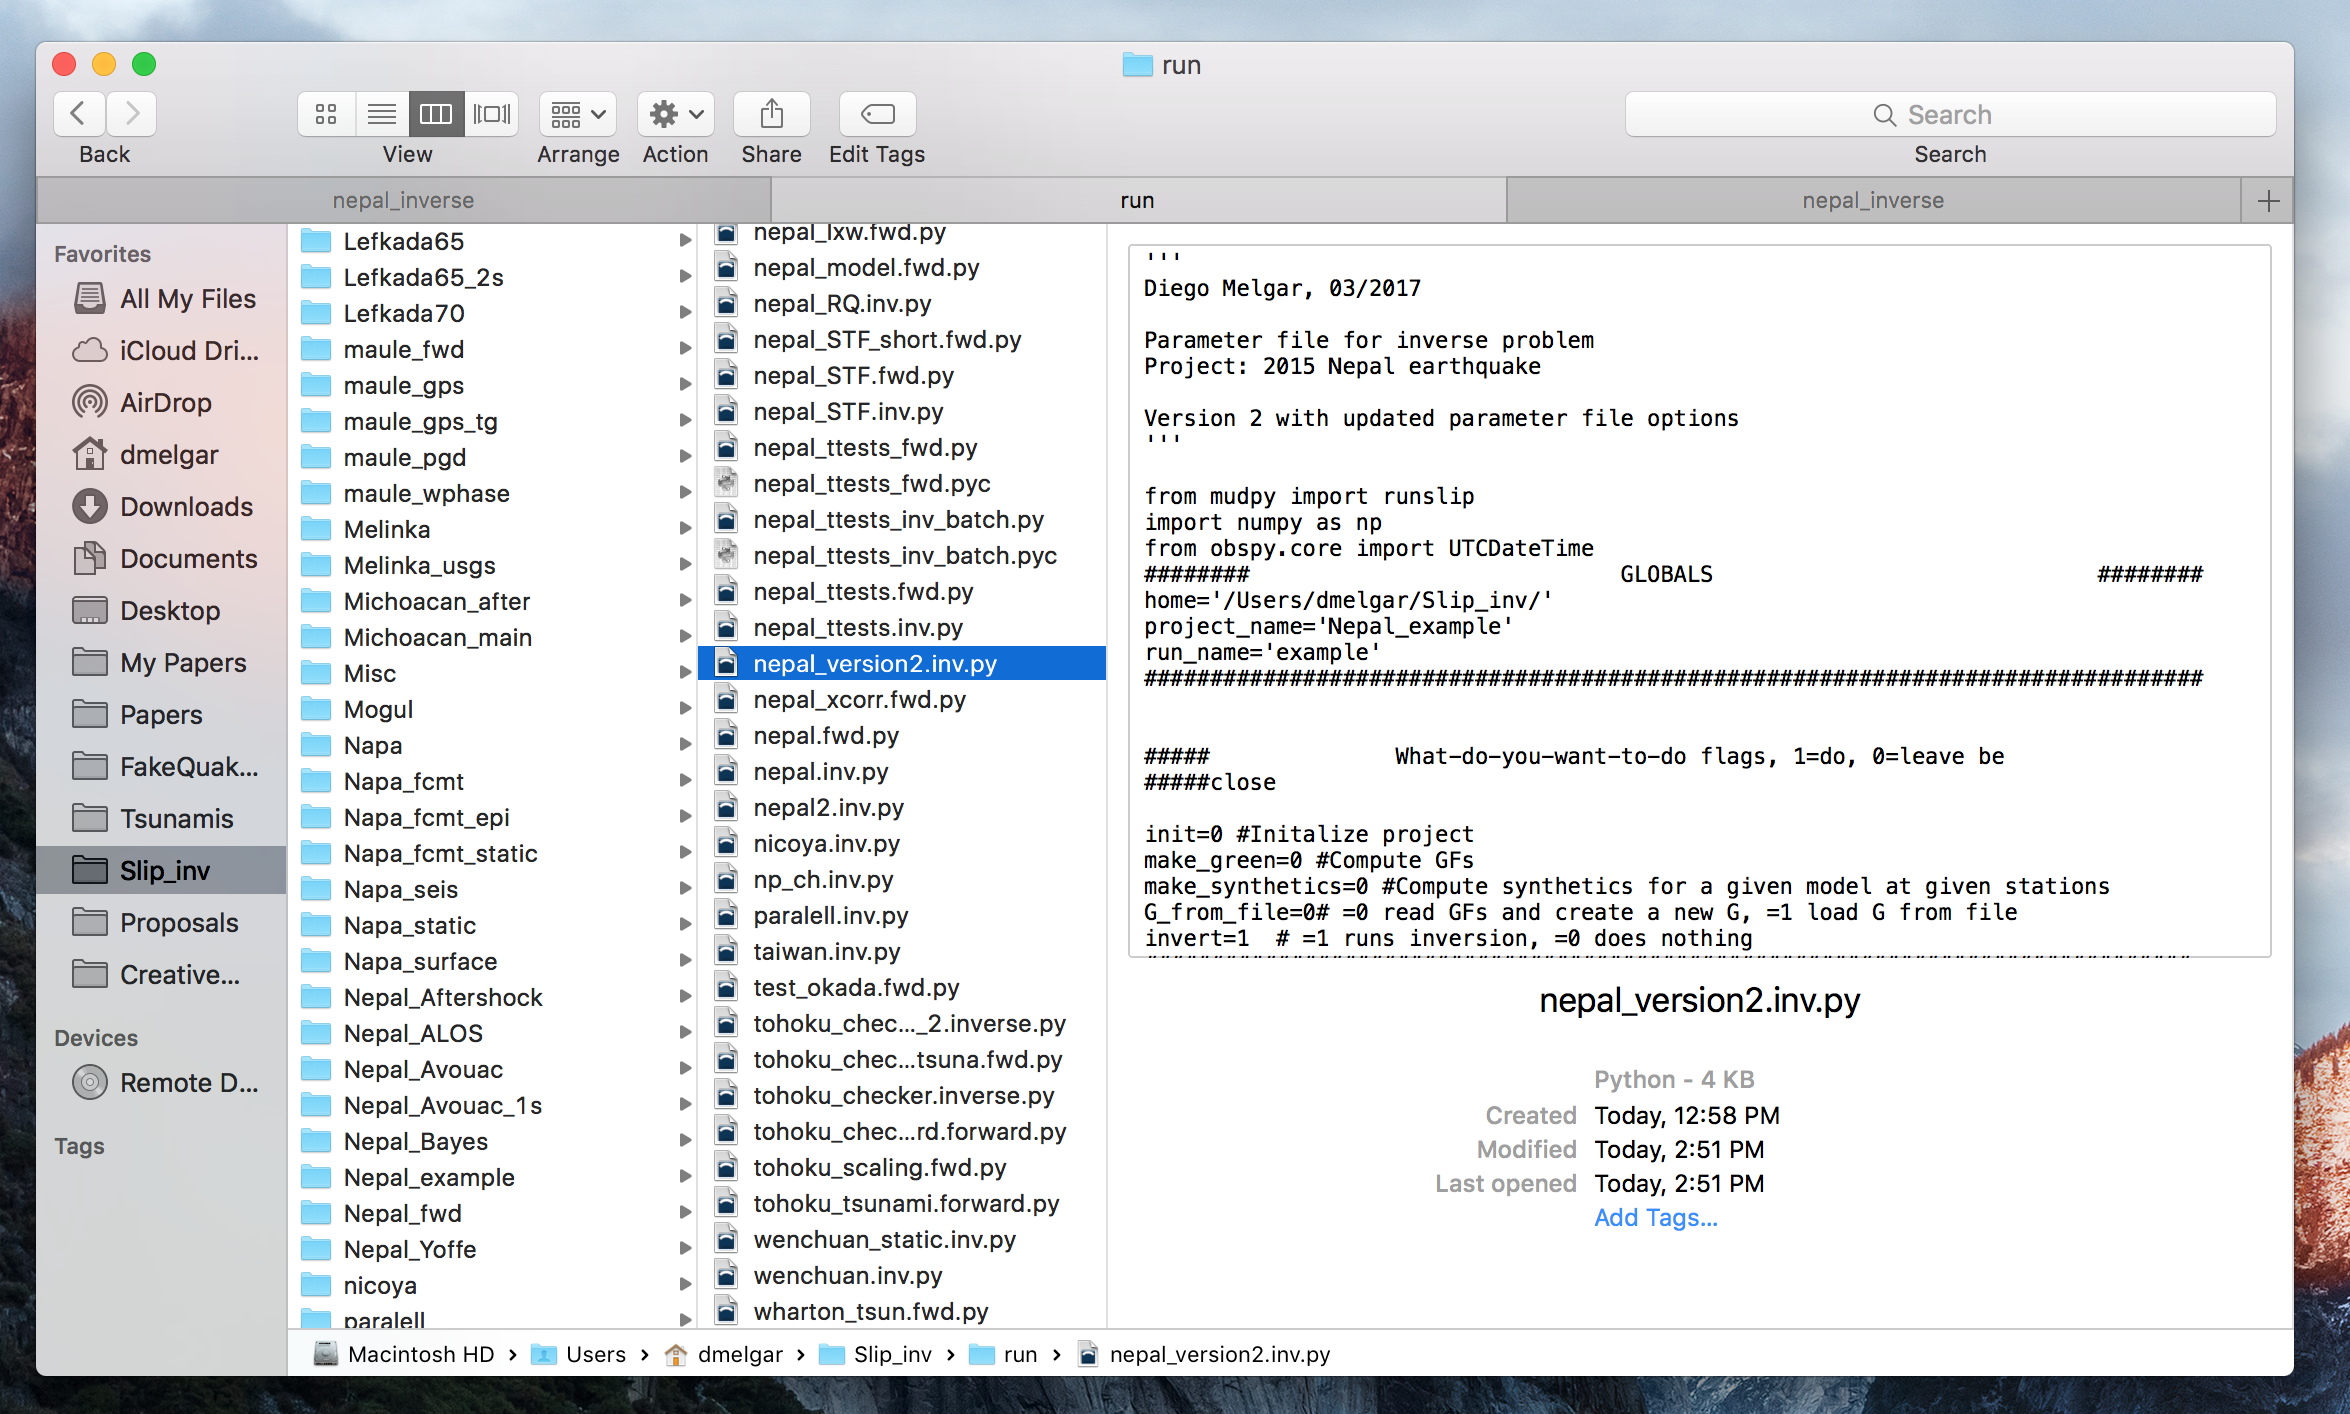 run
Back
View
Arrange
Action
Share
Edit Tags
Search
Search
nepal_inverse
run
nepal_inverse
Favorites
All My Files
iCloud Dri...
AirDrop
dmelgar
Downloads
Documents
Desktop
My Papers
Papers
FakeQuak...
Tsunamis
Slip_inv
Proposals
Creative...
Devices
Remote D...
Tags
Lefkada65
Lefkada65_2s
Lefkada70
maule_fwd
maule_gps
maule_gps_tg
maule_pgd
maule_wphase
Melinka
Melinka_usgs
Michoacan_after
Michoacan_main
Misc
Mogul
Napa
Napa_fcmt
Napa_fcmt_epi
Napa_fcmt_static
Napa_seis
Napa_static
Napa_surface
Nepal_Aftershock
Nepal_ALOS
Nepal_Avouac
Nepal_Avouac_1s
Nepal_Bayes
Nepal_example
Nepal_fwd
Nepal_Yoffe
nicoya
paralell
nepal_lxw.fwd.py
nepal_model.fwd.py
nepal_RQ.inv.py
nepal_STF_short.fwd.py
nepal_STF.fwd.py
nepal_STF.inv.py
nepal_ttests_fwd.py
nepal_ttests_fwd.pyc
nepal_ttests_inv_batch.py
nepal_ttests_inv_batch.pyc
nepal_ttests.fwd.py
nepal_ttests.inv.py
nepal_version2.inv.py
nepal_xcorr.fwd.py
nepal.fwd.py
nepal.inv.py
nepal2.inv.py
nicoya.inv.py
np_ch.inv.py
paralell.inv.py
taiwan.inv.py
test_okada.fwd.py
tohoku_chec..._2.inverse.py
tohoku_chec...tsuna.fwd.py
tohoku_checker.inverse.py
tohoku_chec...rd.forward.py
tohoku_scaling.fwd.py
tohoku_tsunami.forward.py
wenchuan_static.inv.py
wenchuan.inv.py
wharton_tsun.fwd.py
'''
Diego Melgar, 03/2017
Parameter file for inverse problem
Project: 2015 Nepal earthquake
Version 2 with updated parameter file options
'''
from mudpy import runslip
import numpy as np
from obspy.core import UTCDateTime
######## GLOBALS ########
home='/Users/dmelgar/Slip_inv/'
project_name='Nepal_example'
run_name='example'
################################################################################
##### What-do-you-want-to-do flags, 1=do, 0=leave be
#####close
init=0 #Initalize project
make_green=0 #Compute GFs
make_synthetics=0 #Compute synthetics for a given model at given stations
G_from_file=0# =0 read GFs and create a new G, =1 load G from file
invert=1 # =1 runs inversion, =0 does nothing
nepal_version2.inv.py
Python - 4 KB
Created Today, 12:58 PM
Modified Today, 2:51 PM
Last opened Today, 2:51 PM
Add Tags...
Macintosh HD › Users › dmelgar › Slip_inv › run › nepal_version2.inv.py